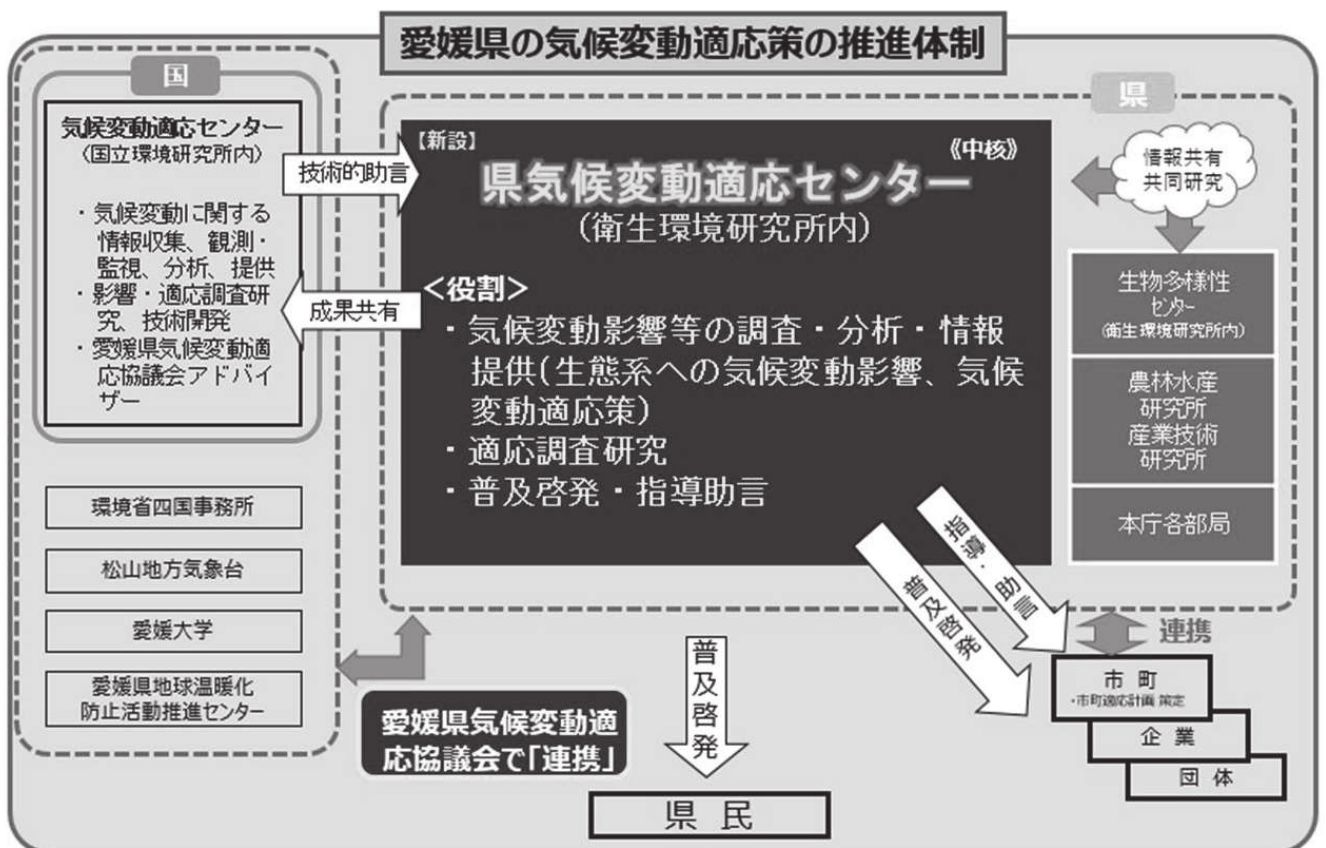 愛媛県の気候変動適応策の推進体制
国
気候変動適応センター
(国立環境研究所内)
・気候変動に関する
情報収集、観測・
監視、分析、提供
・影響・適応調査研
究、技術開発
・愛媛県気候変動適
応協議会アドバイ
ザー
環境省四国事務所
松山地方気象台
愛媛大学
愛媛県地球温暖化
防止活動推進センター
技術的助言
成果共有
県
【新設】
《中核》
県気候変動適応センター
(衛生環境研究所内)
<役割>
・気候変動影響等の調査・分析・情報
提供(生態系への気候変動影響、気候
変動適応策)
・適応調査研究
・普及啓発・指導助言
情報共有
共同研究
生物多様性
センター
(衛生環境研究所内)
農林水産
研究所
産業技術
研究所
本庁各部局
指導・助言
普及啓発
連携
市町
・市町適応計画 策定
企業
団体
愛媛県気候変動適
応協議会で「連携」
普及啓発
県民